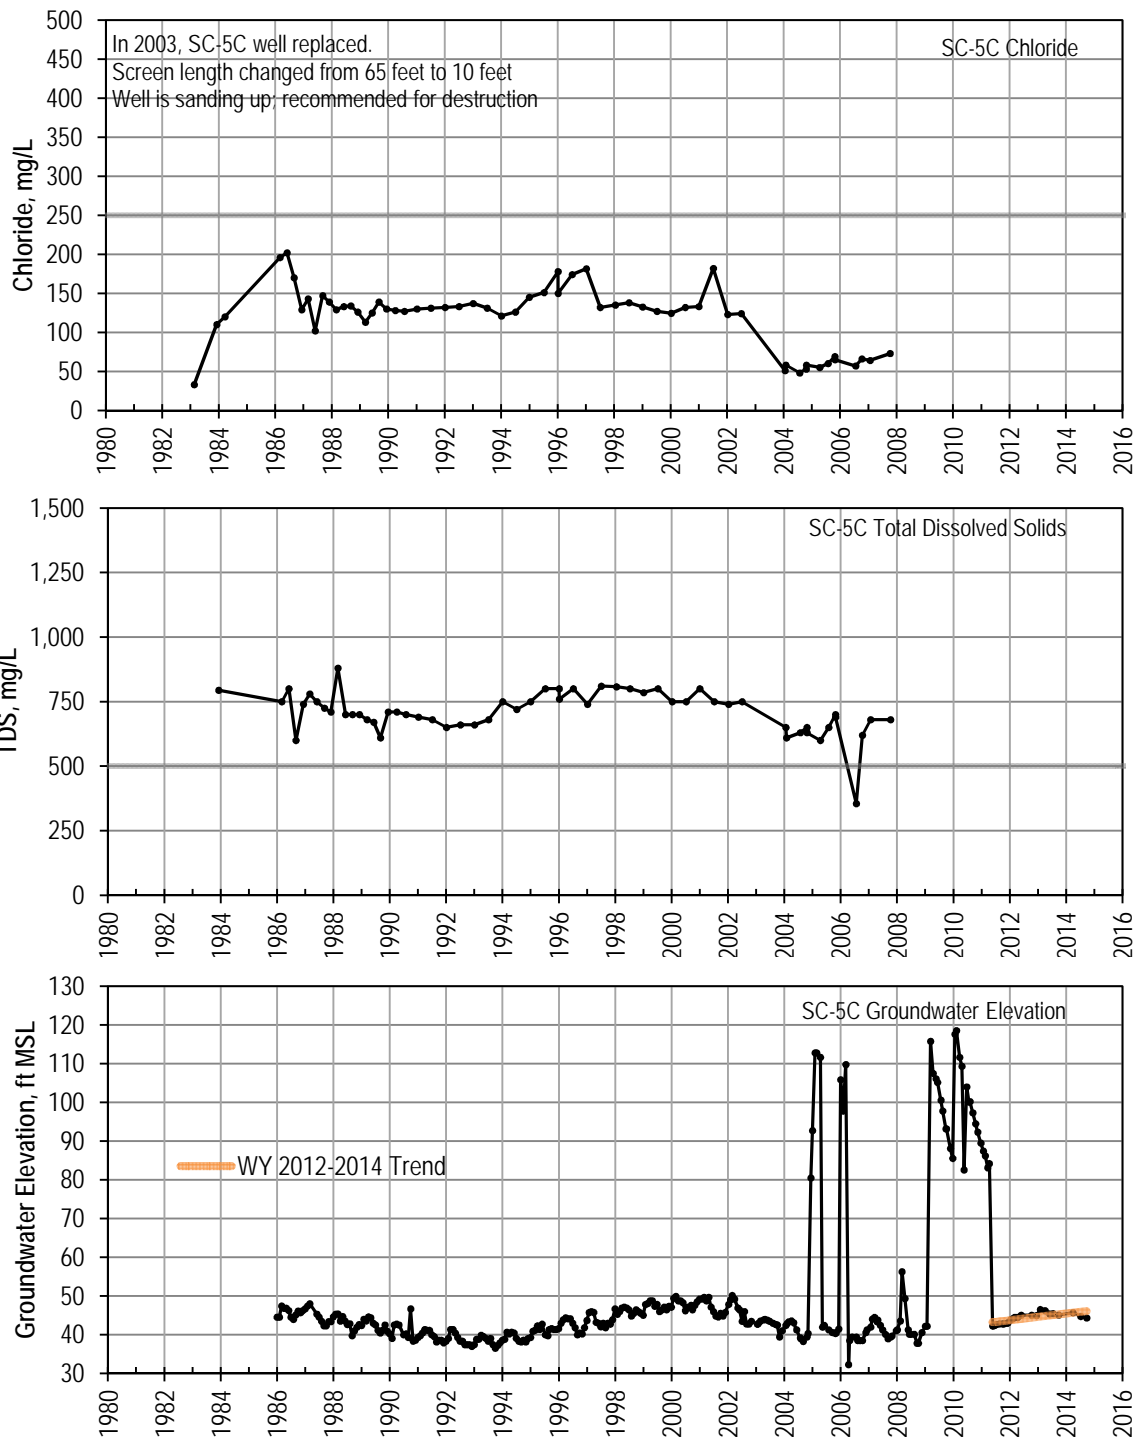 In 2003, SC-5C well replaced.
Screen length changed from 65 feet to 10 feet
Well is sanding up; recommended for destruction
SC-5C Chloride
Chloride, mg/L
500
450
400
350
300
250
200
150
100
50
0
1980 1982 1984 1986 1988 1990 1992 1994 1996 1998 2000 2002 2004 2006 2008 2010 2012 2014 2016
SC-5C Total Dissolved Solids
TDS, mg/L
1,500
1,250
1,000
750
500
250
0
1980 1982 1984 1986 1988 1990 1992 1994 1996 1998 2000 2002 2004 2006 2008 2010 2012 2014 2016
SC-5C Groundwater Elevation
Groundwater Elevation, ft MSL
130
120
110
100
90
80
70
60
50
40
30
WY 2012-2014 Trend
1980 1982 1984 1986 1988 1990 1992 1994 1996 1998 2000 2002 2004 2006 2008 2010 2012 2014 2016